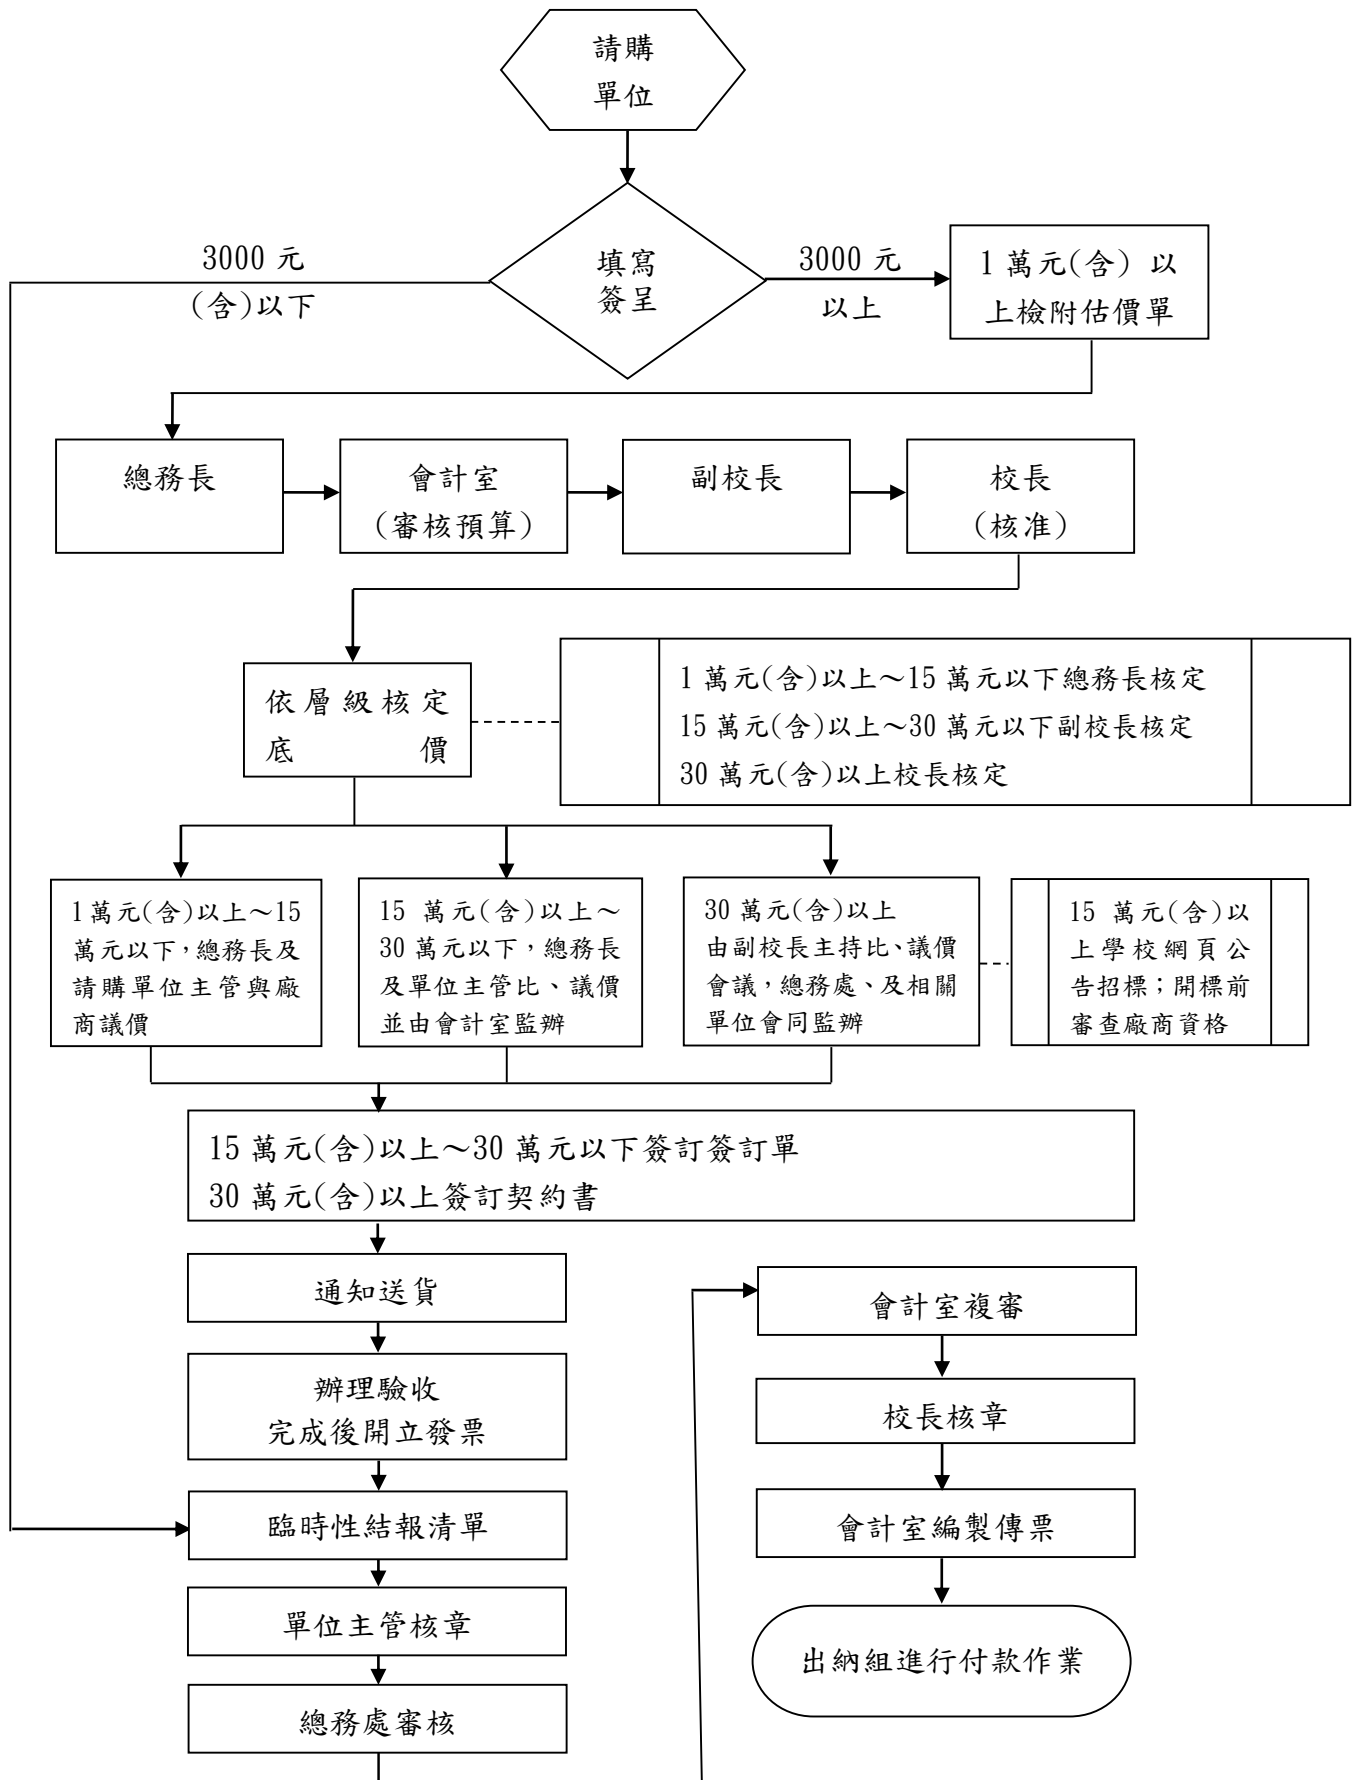 請購
單位
填寫
簽呈
3000 元
(含)以下
3000 元
以上
1 萬元(含) 以
上檢附估價單
總務長
會計室
(審核預算)
副校長
校長
(核准)
依層級核定
底價
1 萬元(含)以上～15 萬元以下總務長核定
15 萬元(含)以上～30 萬元以下副校長核定
30 萬元(含)以上校長核定
1 萬元(含)以上～15
萬元以下，總務長及
請購單位主管與廠
商議價
15 萬元(含)以上～
30 萬元以下，總務長
及單位主管比、議價
並由會計室監辦
30 萬元(含)以上
由副校長主持比、議價
會議，總務處、及相關
單位會同監辦
15 萬元(含)以
上學校網頁公
告招標；開標前
審查廠商資格
15 萬元(含)以上～30 萬元以下簽訂簽訂單
30 萬元(含)以上簽訂契約書
通知送貨
辦理驗收
完成後開立發票
臨時性結報清單
單位主管核章
總務處審核
會計室複審
校長核章
會計室編製傳票
出納組進行付款作業